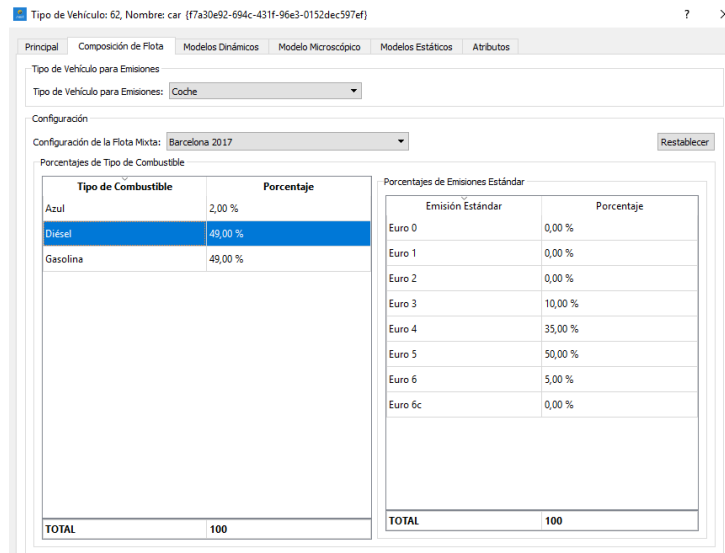 Tipo de Vehículo: 62, Nombre: car {f7a30e92-694c-431f-96e3-0152dec597ef}
?
Principal Composición de Flota Modelos Dinámicos Modelo Microscópico Modelos Estáticos Atributos
Tipo de Vehículo para Emisiones
Tipo de Vehículo para Emisiones: Coche
Configuración
Configuración de la Flota Mixta: Barcelona 2017 Restablecer
Porcentajes de Tipo de Combustible
Tipo de Combustible Porcentaje
Azul 2,00 %
Diésel 49,00 %
Gasolina 49,00 %
TOTAL 100
Porcentajes de Emisiones Estándar
Emisión Estándar Porcentaje
Euro 0 0,00 %
Euro 1 0,00 %
Euro 2 0,00 %
Euro 3 10,00 %
Euro 4 35,00 %
Euro 5 50,00 %
Euro 6 5,00 %
Euro 6c 0,00 %
TOTAL 100